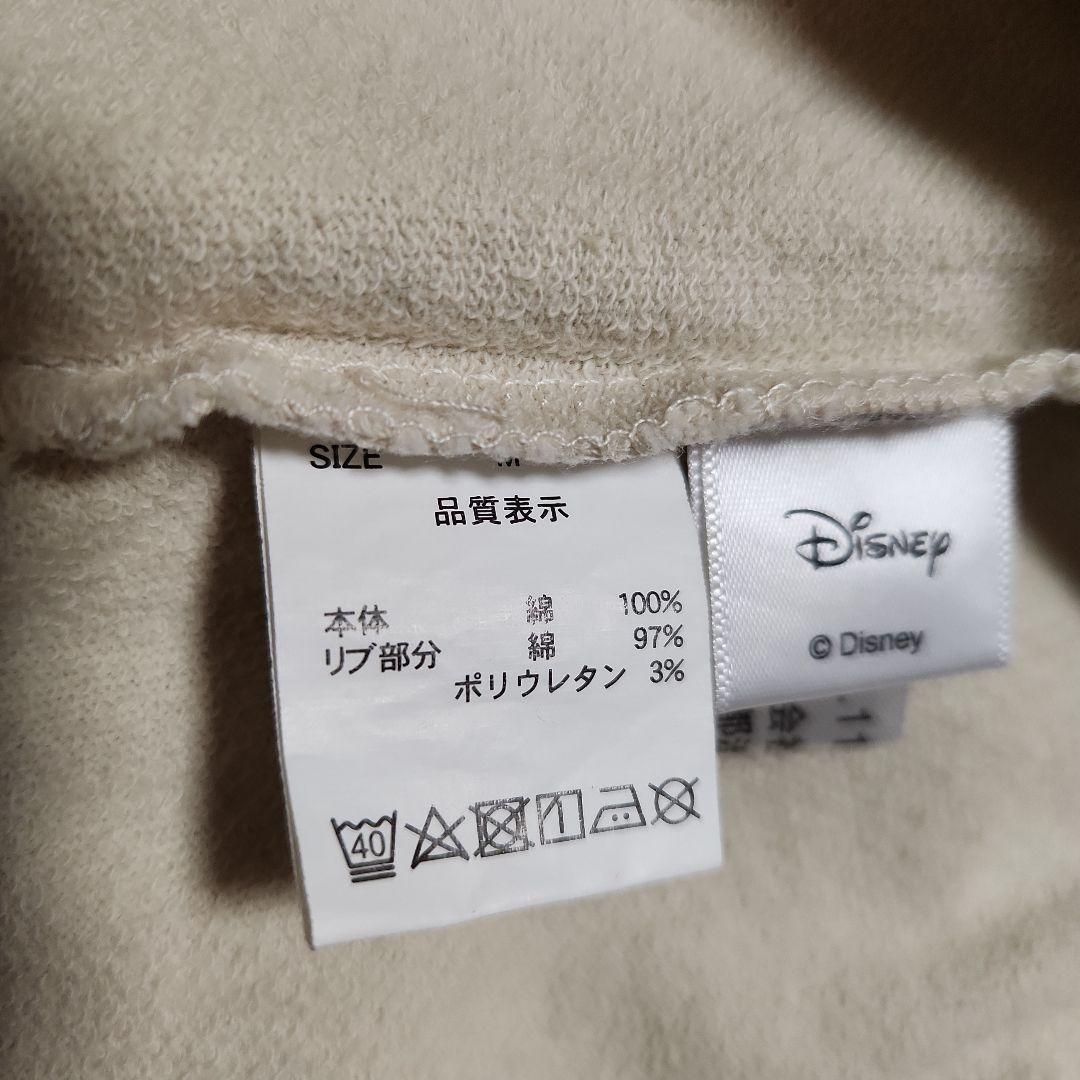 SIZE M
品質表示
本体 綿 100%
リブ部分 綿 97%
ポリウレタン 3%
40
Disney
© Disney